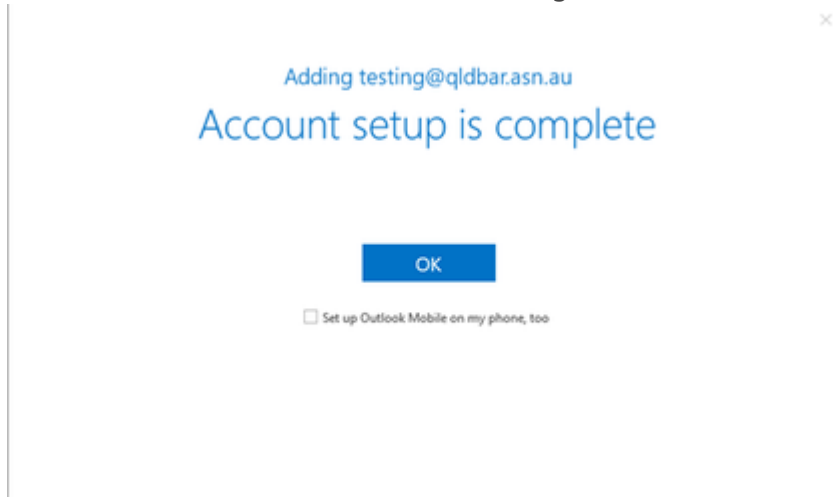 Adding testing@qldbar.asn.au
Account setup is complete
OK
Set up Outlook Mobile on my phone, too